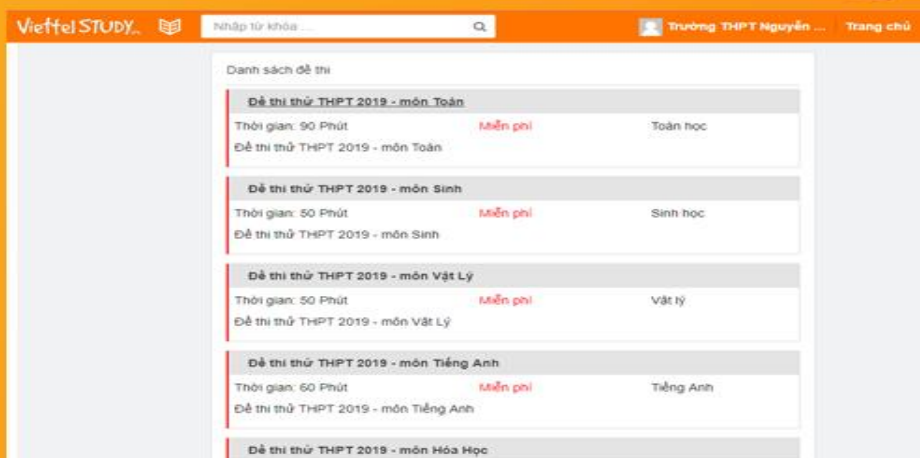 ViettelSTUDY
Nhập từ khóa ...
Trường THPT Nguyễn ...
Trang chủ
Danh sách đề thi
Đề thi thử THPT 2019 - môn Toán
Thời gian: 90 Phút Miễn phí Toán học
Đề thi thử THPT 2019 - môn Toán
Đề thi thử THPT 2019 - môn Sinh
Thời gian: 50 Phút Miễn phí Sinh học
Đề thi thử THPT 2019 - môn Sinh
Đề thi thử THPT 2019 - môn Vật Lý
Thời gian: 50 Phút Miễn phí Vật lý
Đề thi thử THPT 2019 - môn Vật Lý
Đề thi thử THPT 2019 - môn Tiếng Anh
Thời gian: 60 Phút Miễn phí Tiếng Anh
Đề thi thử THPT 2019 - môn Tiếng Anh
Đề thi thử THPT 2019 - môn Hóa Học